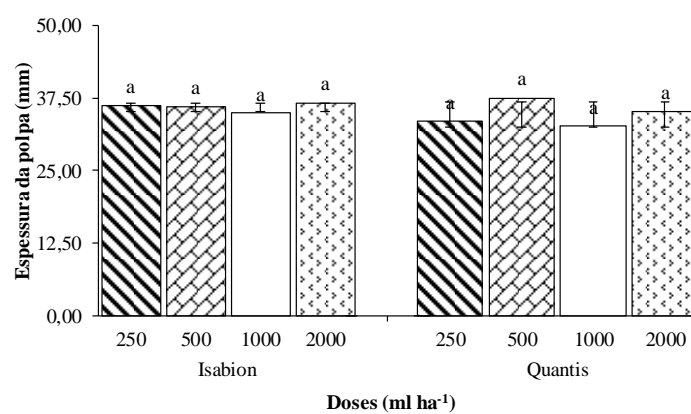 50,00
37,50
25,00
12,50
0,00
Espessura da polpa (mm)
a a a a a a a a
250 500 1000 2000 250 500 1000 2000
Isabion Quantis
Doses (ml ha⁻¹)